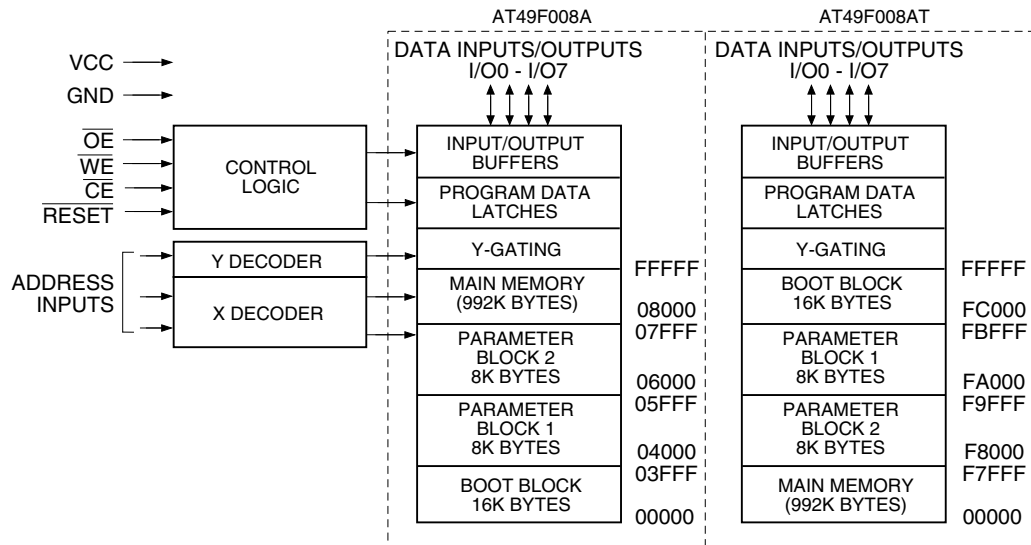 AT49F008A
AT49F008AT
VCC
GND
OE
WE
CE
RESET
ADDRESS
INPUTS
CONTROL
LOGIC
Y DECODER
X DECODER
DATA INPUTS/OUTPUTS
I/O0 - I/O7
INPUT/OUTPUT
BUFFERS
PROGRAM DATA
LATCHES
Y-GATING
MAIN MEMORY
(992K BYTES)
PARAMETER
BLOCK 2
8K BYTES
PARAMETER
BLOCK 1
8K BYTES
BOOT BLOCK
16K BYTES
FFFFF
08000
07FFF
06000
05FFF
04000
03FFF
00000
DATA INPUTS/OUTPUTS
I/O0 - I/O7
INPUT/OUTPUT
BUFFERS
PROGRAM DATA
LATCHES
Y-GATING
BOOT BLOCK
16K BYTES
PARAMETER
BLOCK 1
8K BYTES
PARAMETER
BLOCK 2
8K BYTES
MAIN MEMORY
(992K BYTES)
FFFFF
FC000
FBFFF
FA000
F9FFF
F8000
F7FFF
00000